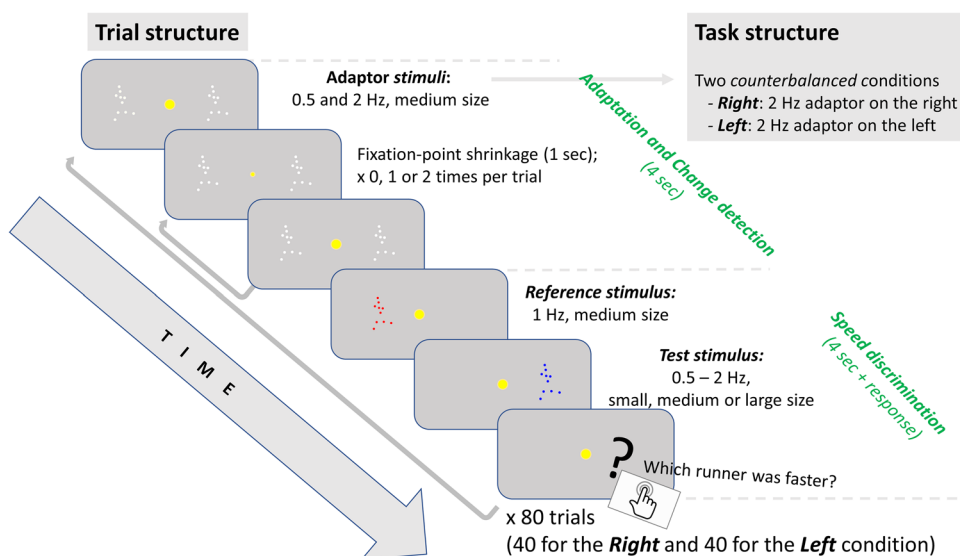 Trial structure
Task structure
Adaptor stimuli:
0.5 and 2 Hz, medium size
Two counterbalanced conditions
- Right: 2 Hz adaptor on the right
- Left: 2 Hz adaptor on the left
Fixation-point shrinkage (1 sec);
x 0, 1 or 2 times per trial
Adaptation and Change detection
(4 sec)
Reference stimulus:
1 Hz, medium size
Test stimulus:
0.5 – 2 Hz,
small, medium or large size
Speed discrimination
(4 sec + response)
TIME
?
Which runner was faster?
x 80 trials
(40 for the Right and 40 for the Left condition)